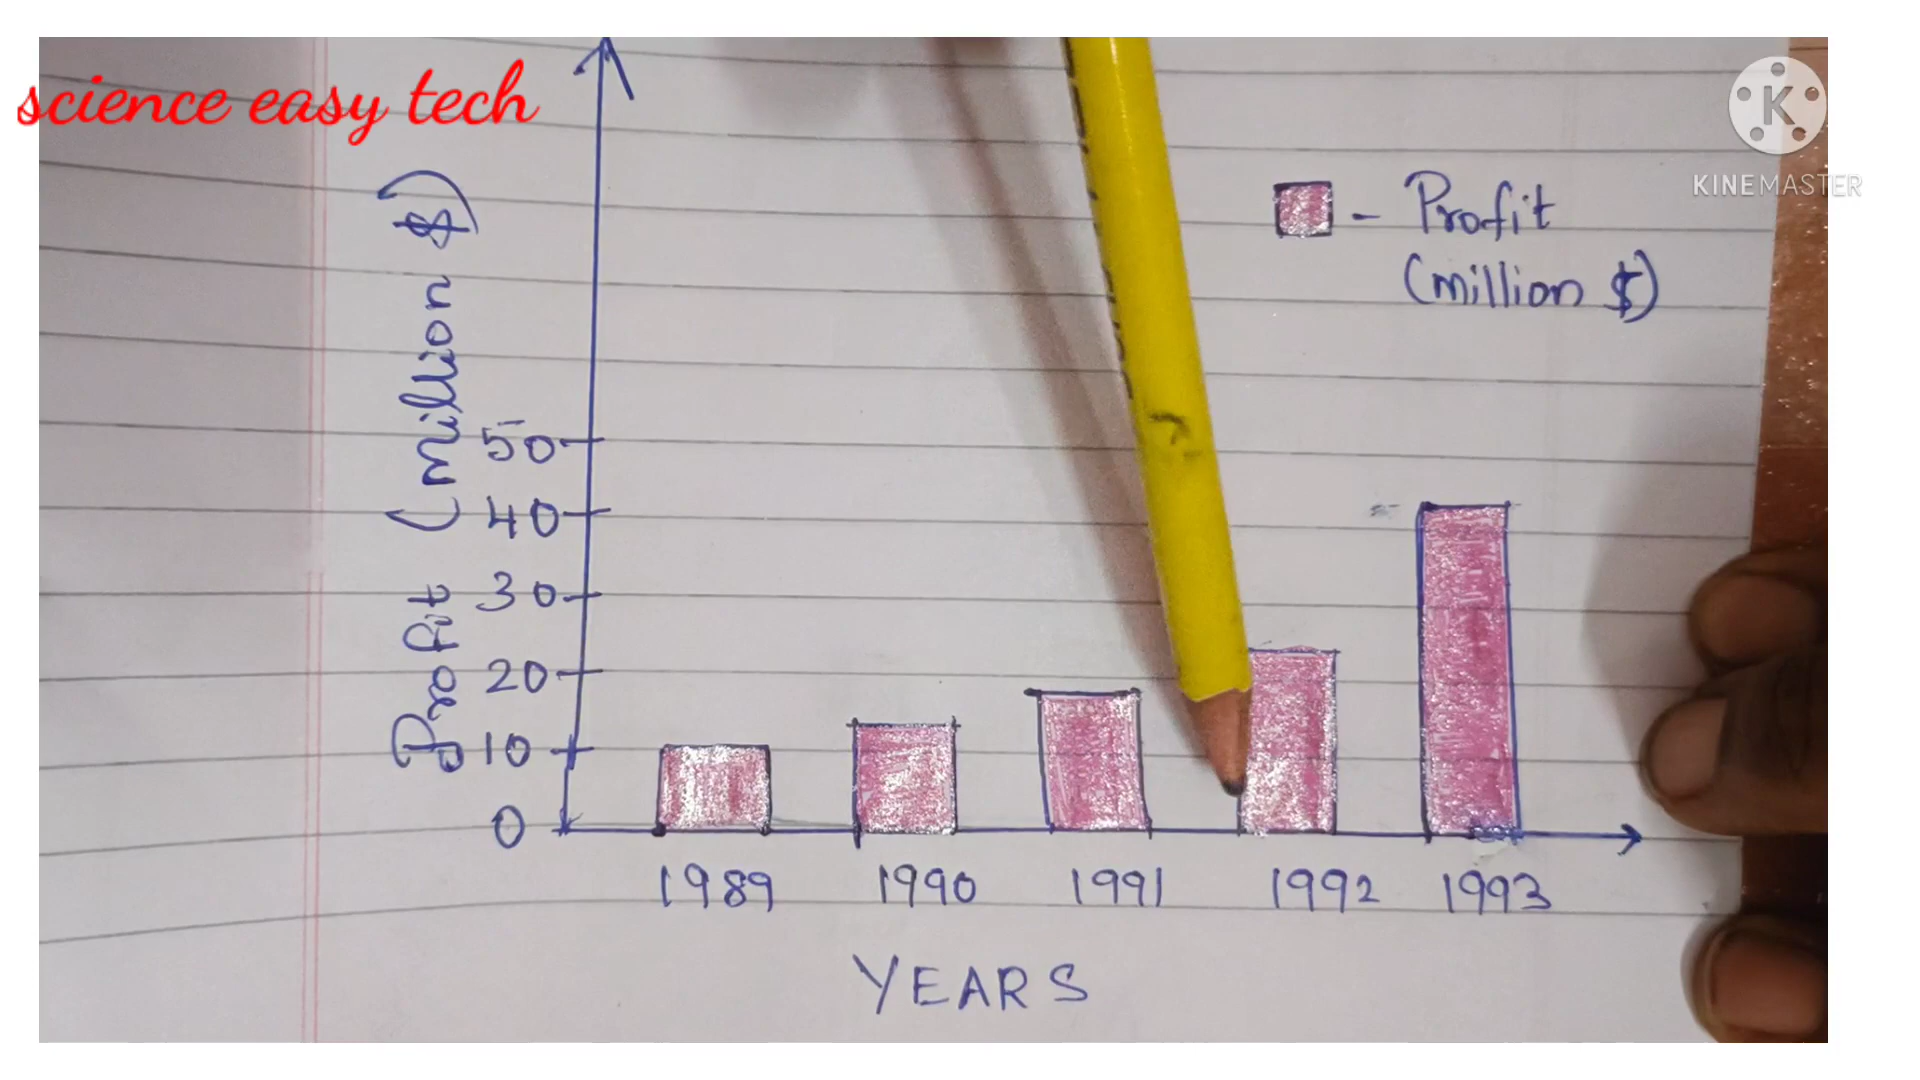 science easy tech
KINEMASTER
Profit (million $)
- Profit
(million $)
50
40
30
20
10
0
1989 1990 1991 1992 1993
YEARS